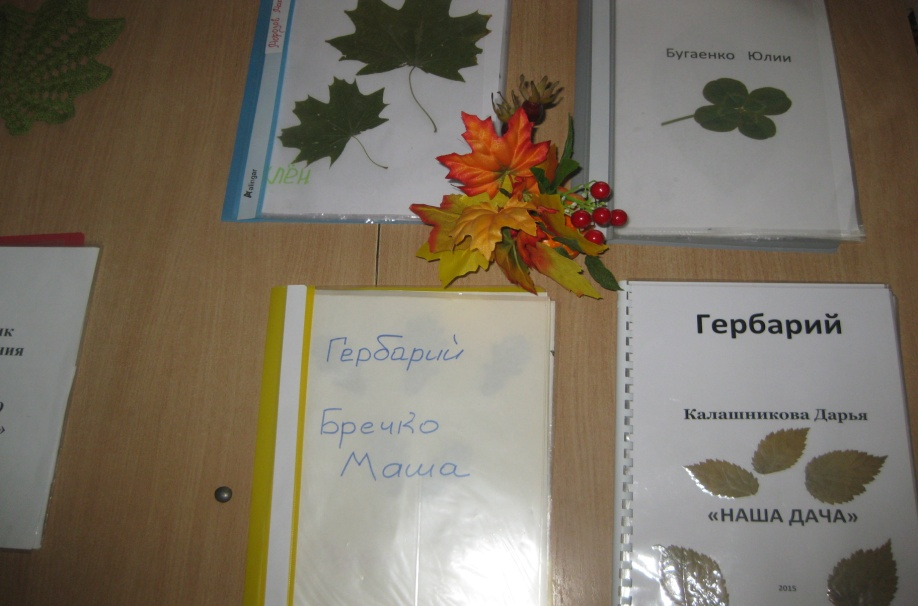 клён
Бугаенко Юлии
Гербарий
Бречко
Маша
Гербарий
Калашникова Дарья
«НАША ДАЧА»
2015